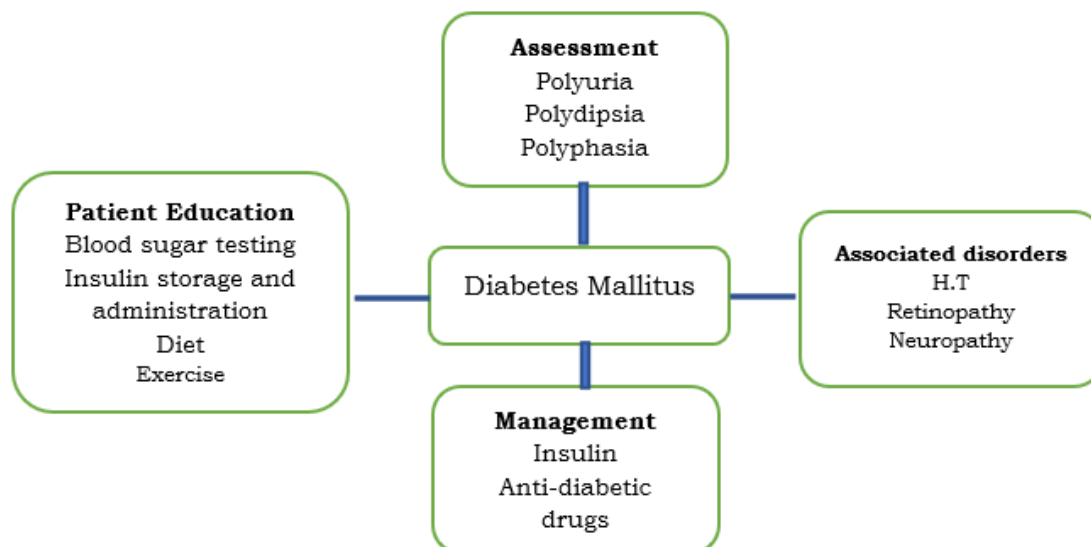 Assessment
Polyuria
Polydipsia
Polyphasia
Patient Education
Blood sugar testing
Insulin storage and
administration
Diet
Exercise
Diabetes Mallitus
Associated disorders
H.T
Retinopathy
Neuropathy
Management
Insulin
Anti-diabetic
drugs